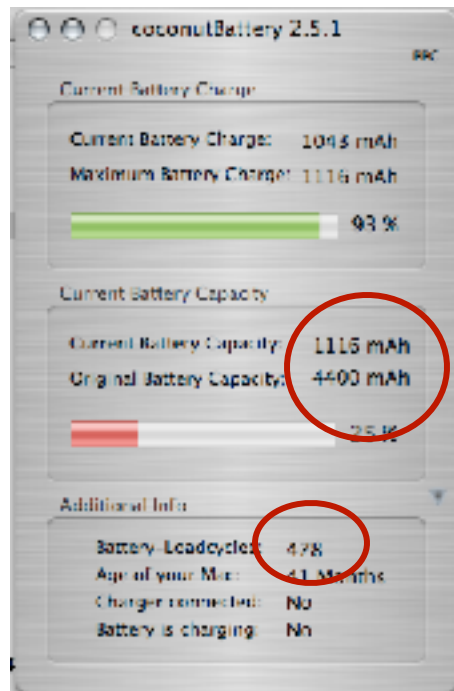 coconutBattery 2.5.1
PPC
Current Battery Charge
Current Battery Charge: 1043 mAh
Maximum Battery Charge: 1116 mAh
93 %
Current Battery Capacity
Current Battery Capacity: 1116 mAh
Original Battery Capacity: 4400 mAh
25 %
Additional Info
Battery-Loadcycles: 478
Age of your Mac: 41 Months
Charger connected: No
Battery is charging: No